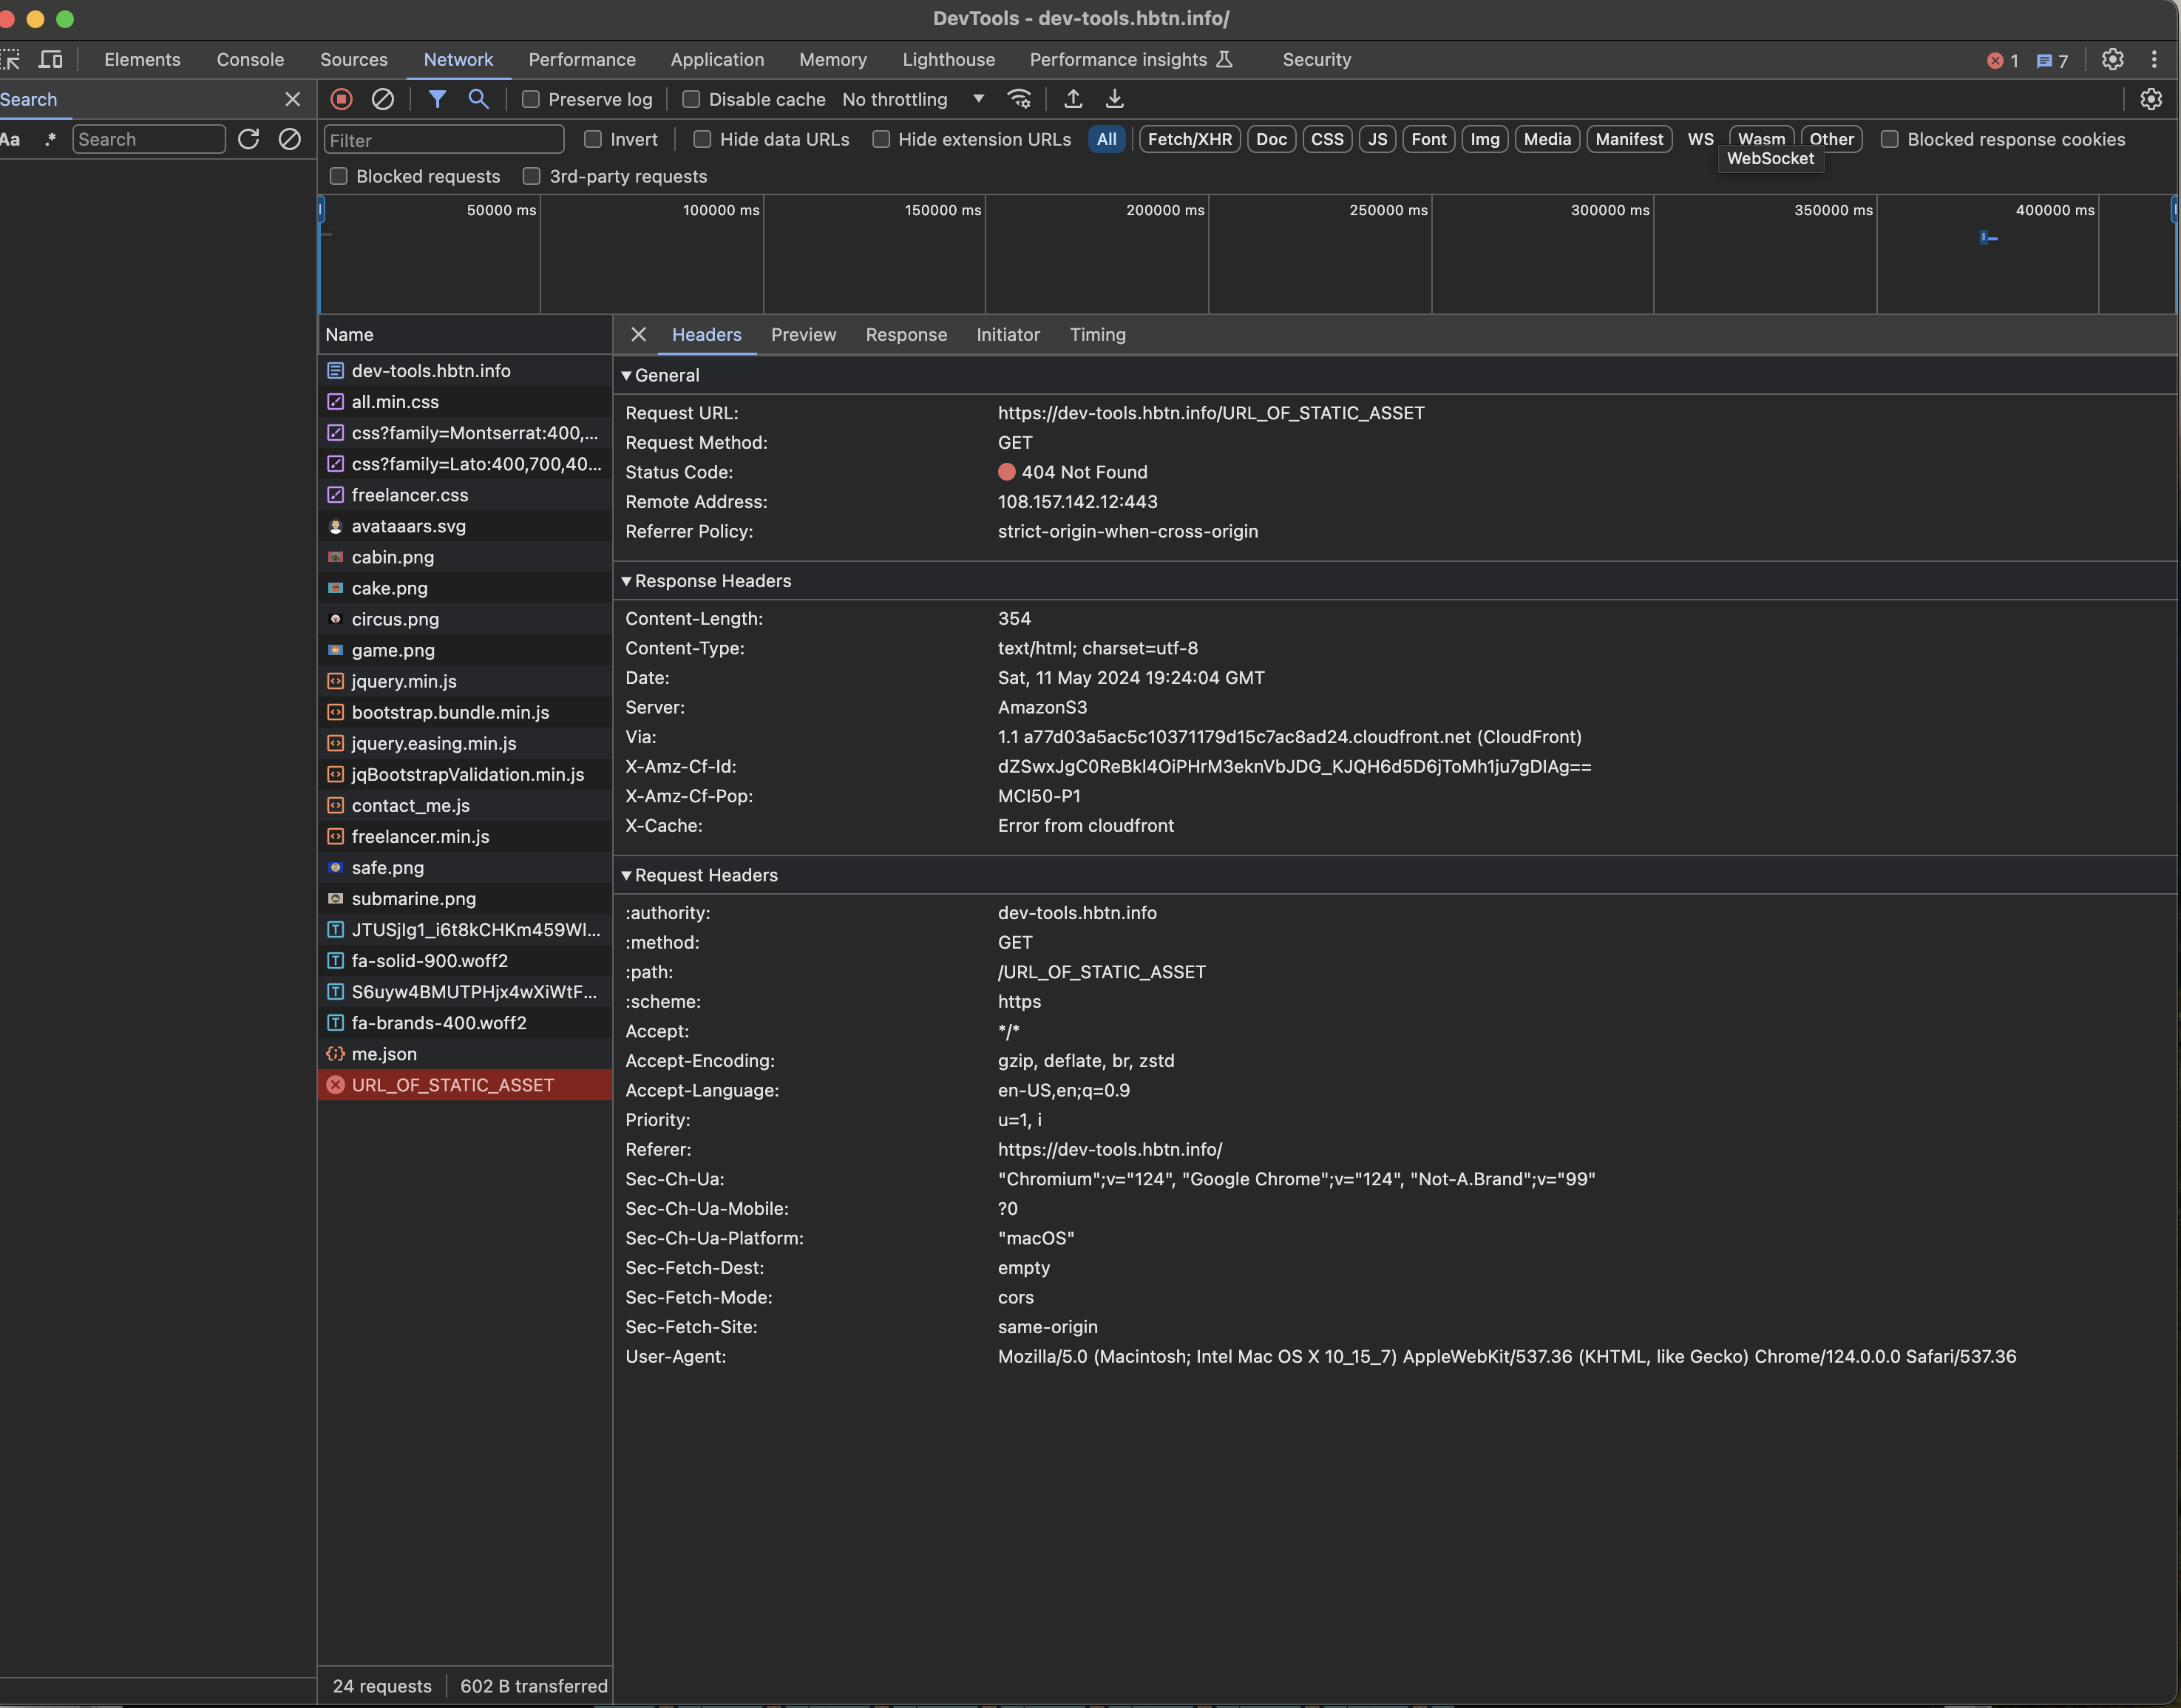 DevTools - dev-tools.hbtn.info/
Elements Console Sources Network Performance Application Memory Lighthouse Performance insights Security 1 7
Search Preserve log Disable cache No throttling
Aa .* Search Filter Invert Hide data URLs Hide extension URLs All Fetch/XHR Doc CSS JS Font Img Media Manifest WS Wasm Other Blocked response cookies
WebSocket
Blocked requests 3rd-party requests
50000 ms 100000 ms 150000 ms 200000 ms 250000 ms 300000 ms 350000 ms 400000 ms
Name
dev-tools.hbtn.info
all.min.css
css?family=Montserrat:400,...
css?family=Lato:400,700,40...
freelancer.css
avataaars.svg
cabin.png
cake.png
circus.png
game.png
jquery.min.js
bootstrap.bundle.min.js
jquery.easing.min.js
jqBootstrapValidation.min.js
contact_me.js
freelancer.min.js
safe.png
submarine.png
JTUSjIg1_i6t8kCHKm459Wl...
fa-solid-900.woff2
S6uyw4BMUTPHjx4wXiWtF...
fa-brands-400.woff2
me.json
URL_OF_STATIC_ASSET
24 requests 602 B transferred
Headers Preview Response Initiator Timing
General
Request URL: https://dev-tools.hbtn.info/URL_OF_STATIC_ASSET
Request Method: GET
Status Code: 404 Not Found
Remote Address: 108.157.142.12:443
Referrer Policy: strict-origin-when-cross-origin
Response Headers
Content-Length: 354
Content-Type: text/html; charset=utf-8
Date: Sat, 11 May 2024 19:24:04 GMT
Server: AmazonS3
Via: 1.1 a77d03a5ac5c10371179d15c7ac8ad24.cloudfront.net (CloudFront)
X-Amz-Cf-Id: dZSwxJgC0ReBkl4OiPHrM3eknVbJDG_KJQH6d5D6jToMh1ju7gDIAg==
X-Amz-Cf-Pop: MCI50-P1
X-Cache: Error from cloudfront
Request Headers
:authority: dev-tools.hbtn.info
:method: GET
:path: /URL_OF_STATIC_ASSET
:scheme: https
Accept: */*
Accept-Encoding: gzip, deflate, br, zstd
Accept-Language: en-US,en;q=0.9
Priority: u=1, i
Referer: https://dev-tools.hbtn.info/
Sec-Ch-Ua: "Chromium";v="124", "Google Chrome";v="124", "Not-A.Brand";v="99"
Sec-Ch-Ua-Mobile: ?0
Sec-Ch-Ua-Platform: "macOS"
Sec-Fetch-Dest: empty
Sec-Fetch-Mode: cors
Sec-Fetch-Site: same-origin
User-Agent: Mozilla/5.0 (Macintosh; Intel Mac OS X 10_15_7) AppleWebKit/537.36 (KHTML, like Gecko) Chrome/124.0.0.0 Safari/537.36